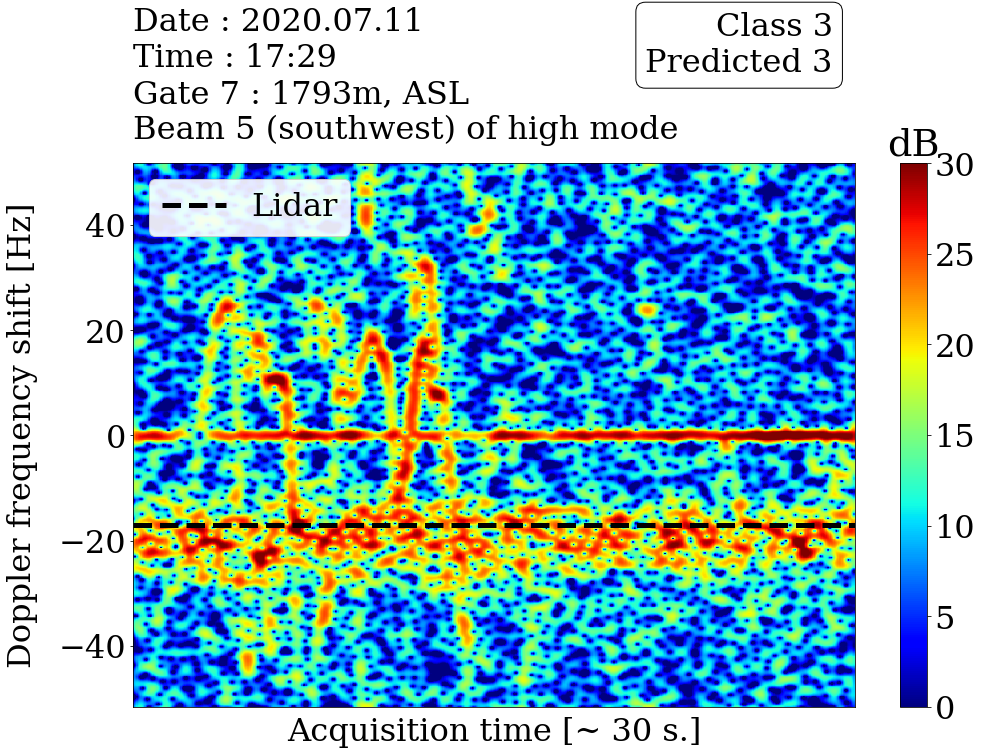 Date : 2020.07.11
Time : 17:29
Gate 7 : 1793m, ASL
Beam 5 (southwest) of high mode
Class 3
Predicted 3
dB
Lidar
Doppler frequency shift [Hz]
40
20
0
−20
−40
30
25
20
15
10
5
0
Acquisition time [~ 30 s.]